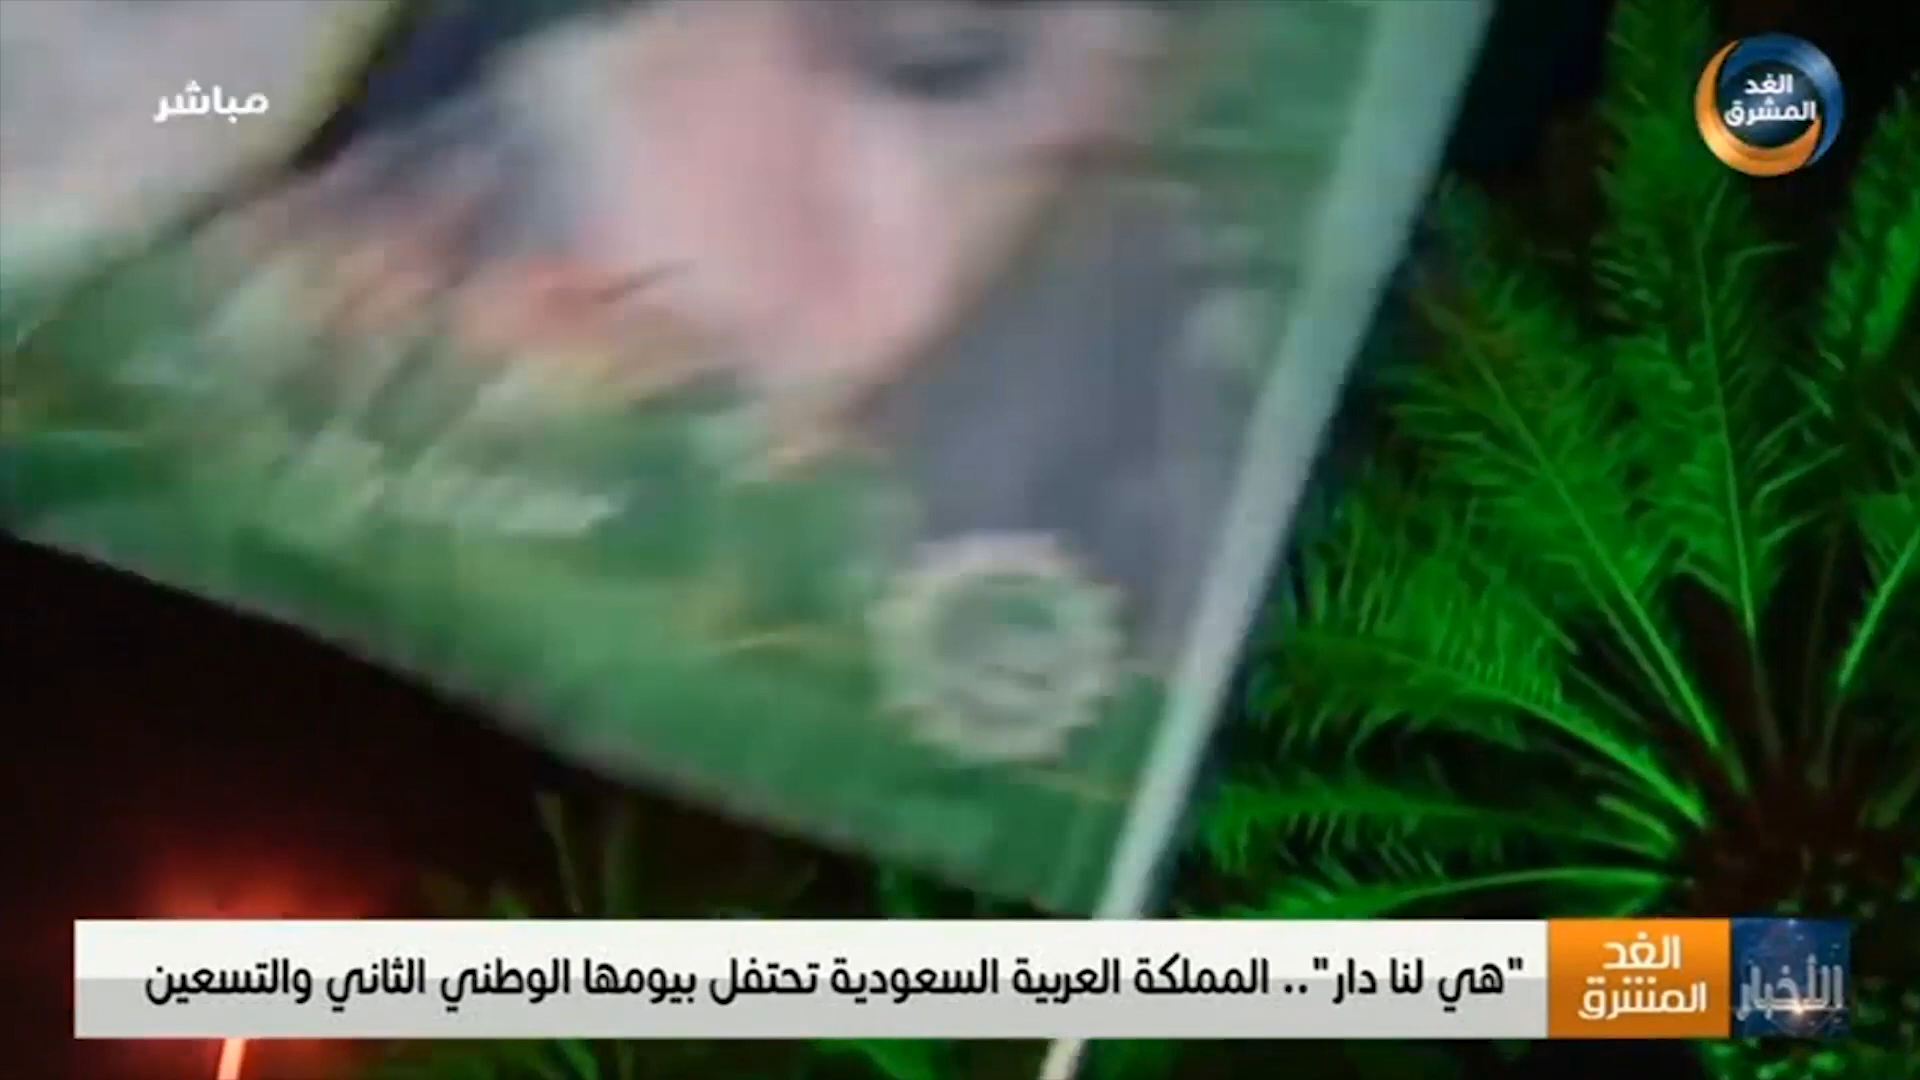 مباشر
الغد
المشرق
"هي لنا دار".. المملكة العربية السعودية تحتفل بيومها الوطني الثاني والتسعين
الغد
المشرق
الأخبار